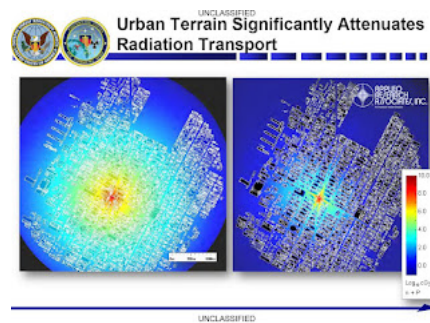 UNCLASSIFIED
Urban Terrain Significantly Attenuates
Radiation Transport
APPLIED
RESEARCH
ASSOCIATES, INC.
10.0
8.0
6.0
4.0
2.0
0.0
UNCLASSIFIED